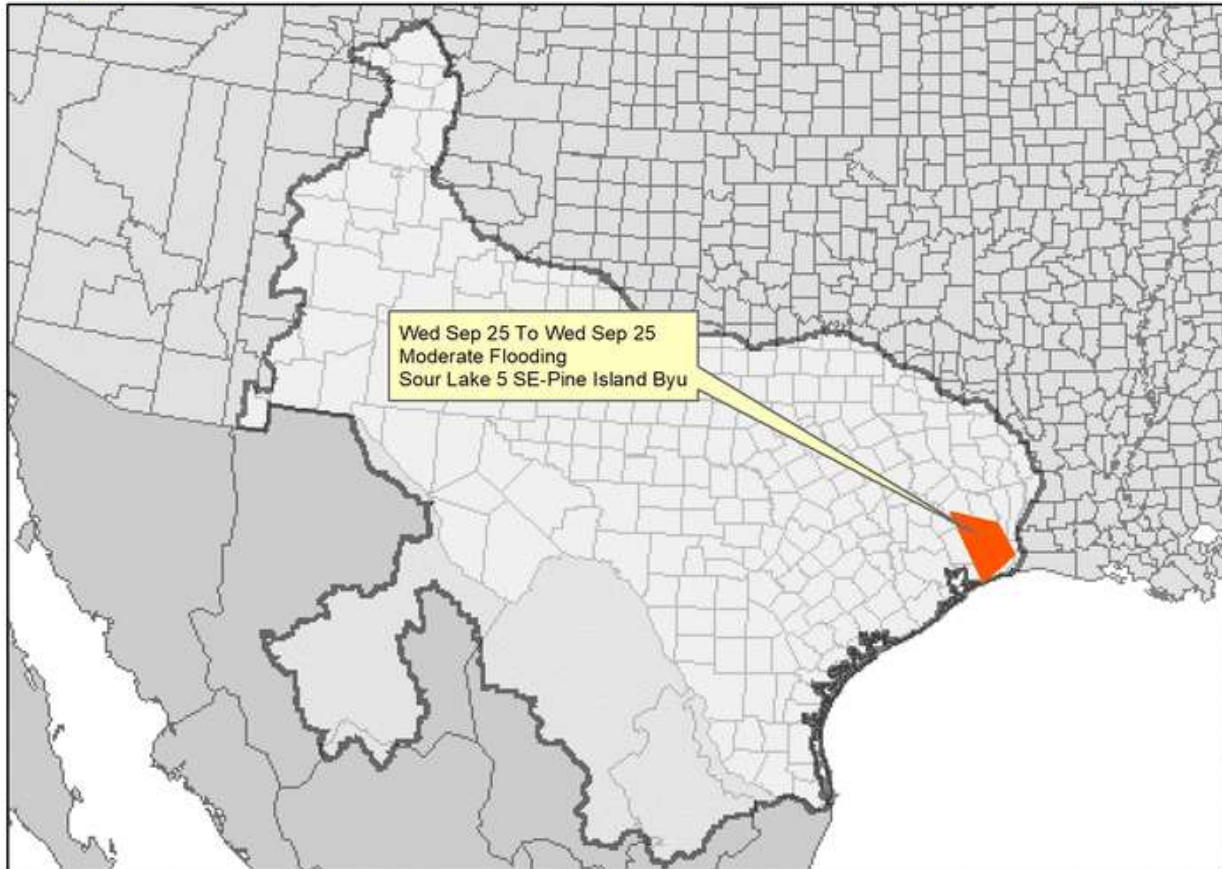 Wed Sep 25 To Wed Sep 25
Moderate Flooding
Sour Lake 5 SE-Pine Island Byu